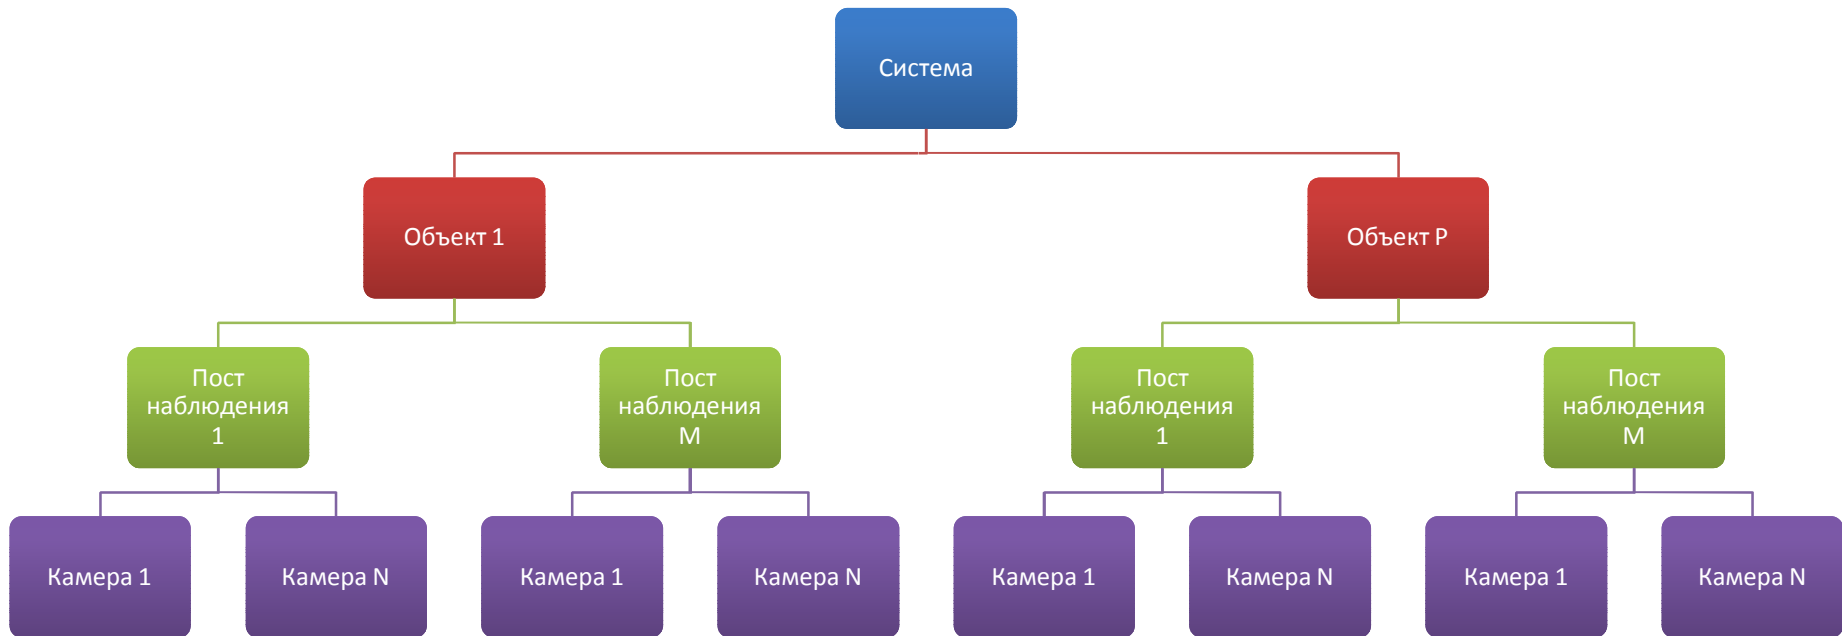 Система
Объект 1
Объект P
Пост
наблюдения
1
Пост
наблюдения
M
Пост
наблюдения
1
Пост
наблюдения
M
Камера 1
Камера N
Камера 1
Камера N
Камера 1
Камера N
Камера 1
Камера N